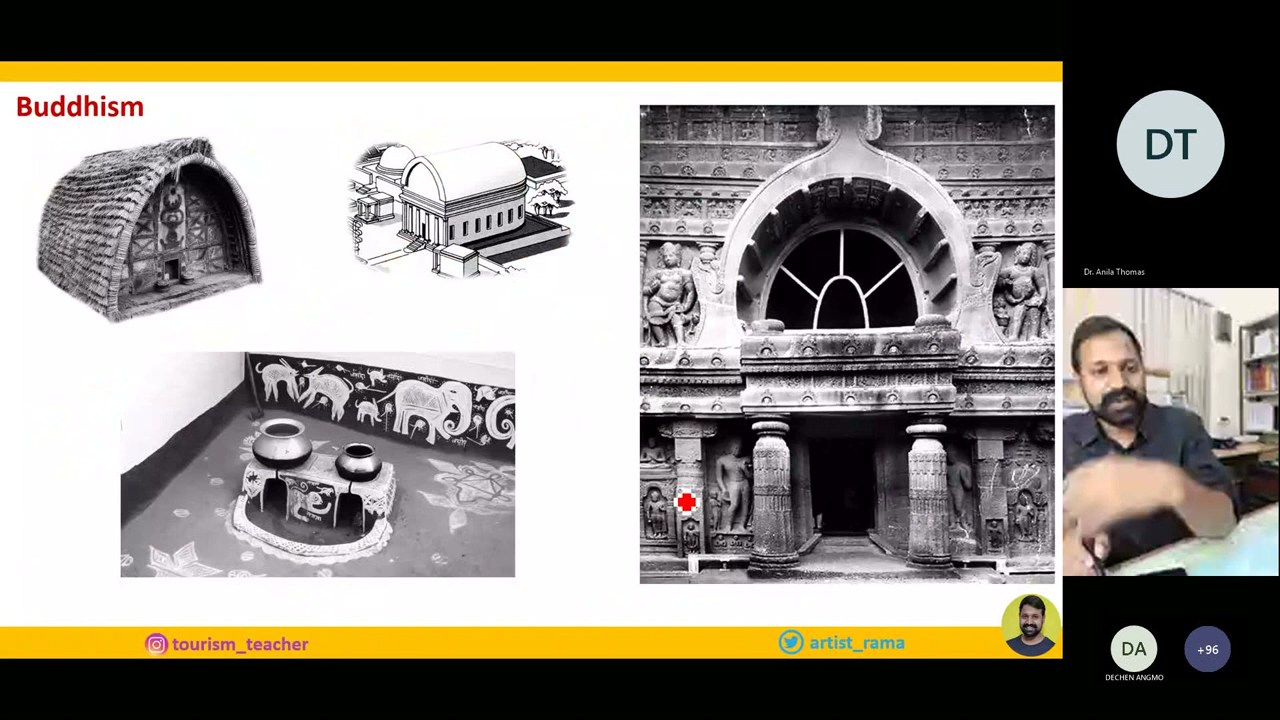 Buddhism
tourism_teacher
artist_rama
DT
Dr. Anila Thomas
DA
+96
DECHEN ANGMO